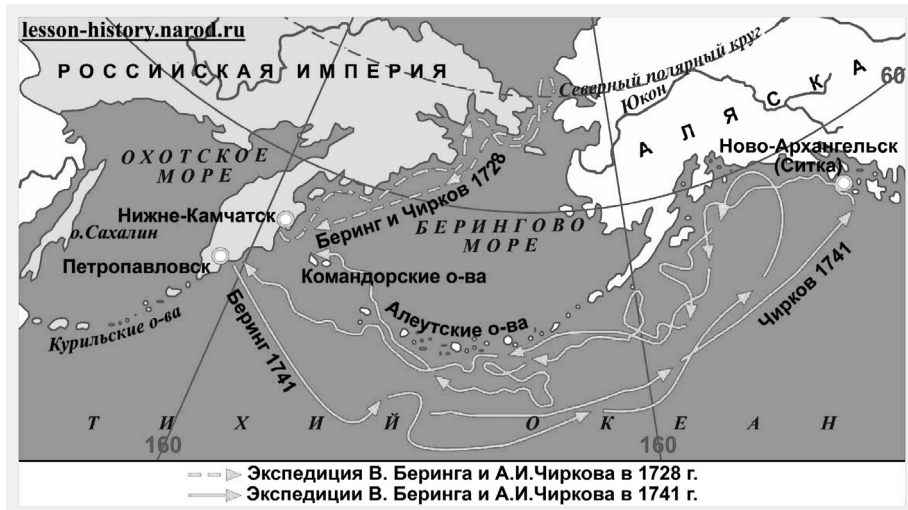 lesson-history.narod.ru
РОССИЙСКАЯ ИМПЕРИЯ
Северный полярный круг
60
Юкон
АЛЯСКА
Ново-Архангельск
(Ситка)
ОХОТСКОЕ
МОРЕ
Беринг и Чирков 1728
Нижне-Камчатск
БЕРИНГОВО
МОРЕ
о.Сахалин
Петропавловск
Командорские о-ва
Чирков 1741
Беринг 1741
Алеутские о-ва
Курильские о-ва
ТИХИЙ ОКЕАН
160
160
Экспедиция В. Беринга и А.И.Чиркова в 1728 г.
Экспедиции В. Беринга и А.И.Чиркова в 1741 г.